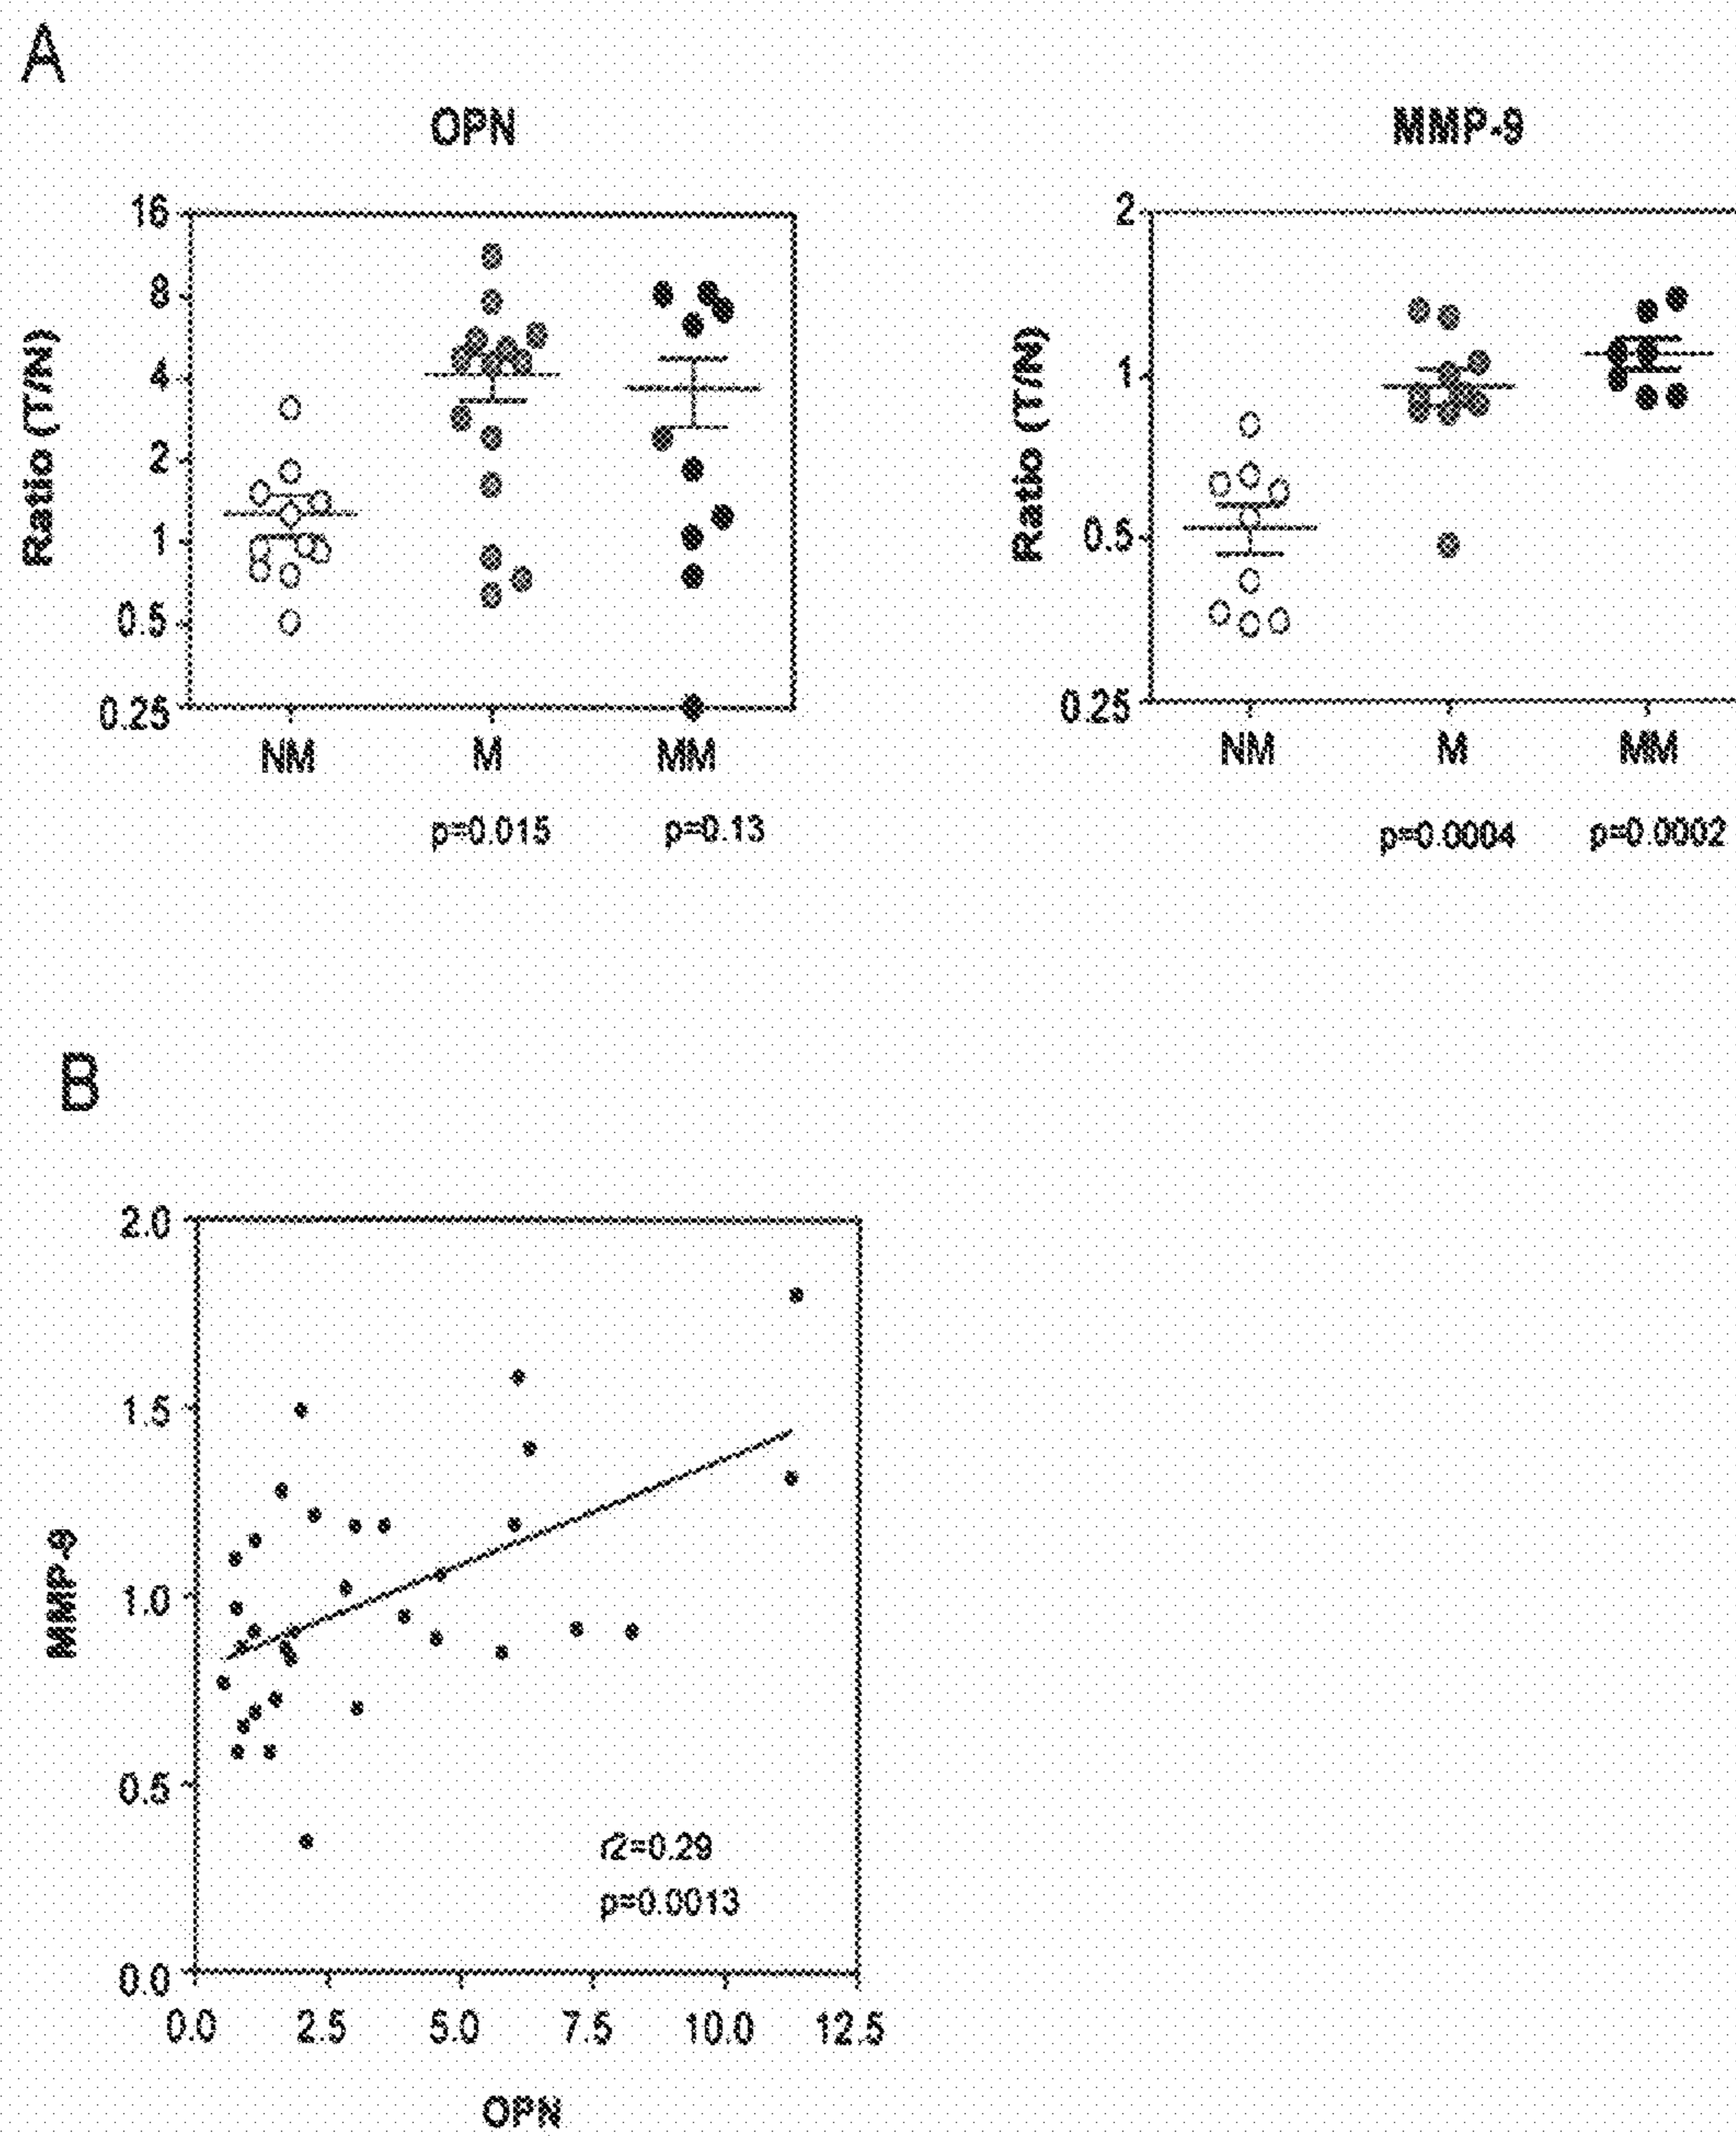 A
OPN
MMP-9
Ratio (T/N)
16
8
4
2
1
0.5
0.25
NM M MM
p=0.015 p=0.13
Ratio (T/N)
2
1
0.5
0.25
NM M MM
p=0.0004 p=0.0002
B
MMP-9
2.0
1.5
1.0
0.5
0.0
r2=0.29
p=0.0013
0.0 2.5 5.0 7.5 10.0 12.5
OPN